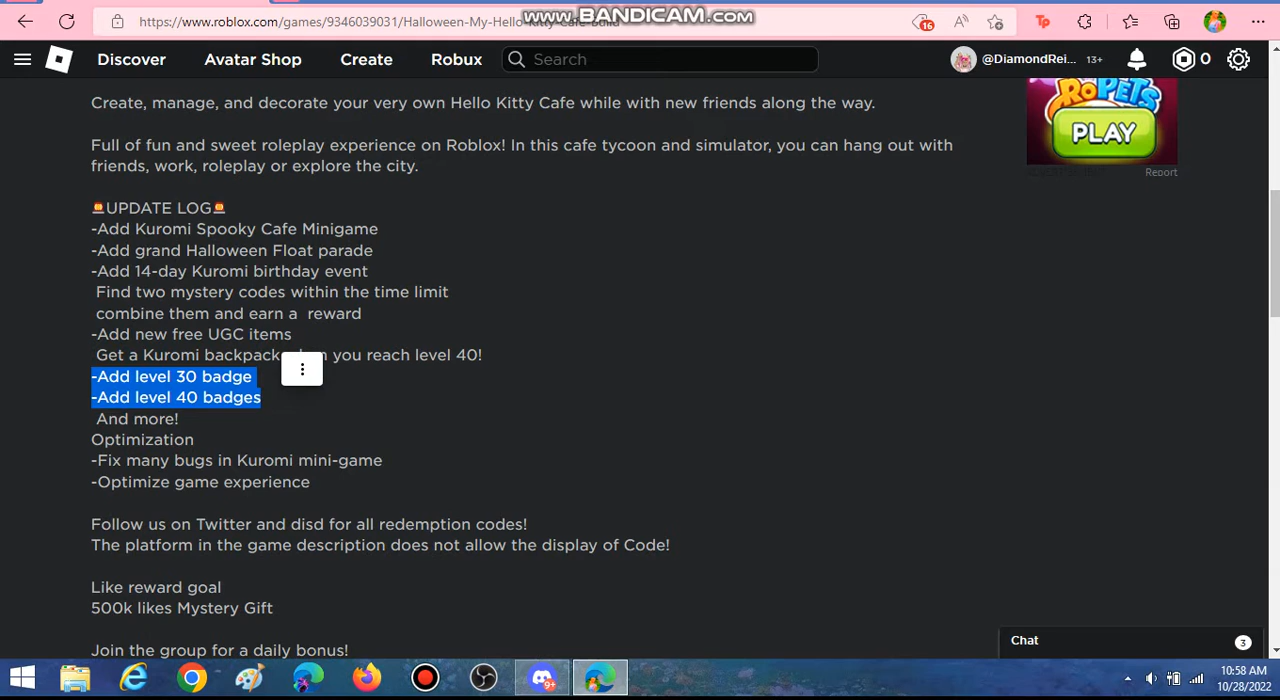 https://www.roblox.com/games/9346039031/Halloween-My-Hello-Kitty-Cafe-Build
www.BANDICAM.com
16
Discover
Avatar Shop
Create
Robux
Search
@DiamondRei... 13+
0
Create, manage, and decorate your very own Hello Kitty Cafe while with new friends along the way.
ROPETS
PLAY
Report
Full of fun and sweet roleplay experience on Roblox! In this cafe tycoon and simulator, you can hang out with
friends, work, roleplay or explore the city.
UPDATE LOG
-Add Kuromi Spooky Cafe Minigame
-Add grand Halloween Float parade
-Add 14-day Kuromi birthday event
Find two mystery codes within the time limit
combine them and earn a reward
-Add new free UGC items
Get a Kuromi backpack you reach level 40!
-Add level 30 badge
-Add level 40 badges
And more!
Optimization
-Fix many bugs in Kuromi mini-game
-Optimize game experience
Follow us on Twitter and disd for all redemption codes!
The platform in the game description does not allow the display of Code!
Like reward goal
500k likes Mystery Gift
Join the group for a daily bonus!
Chat
3
9+
10:58 AM
10/28/2022